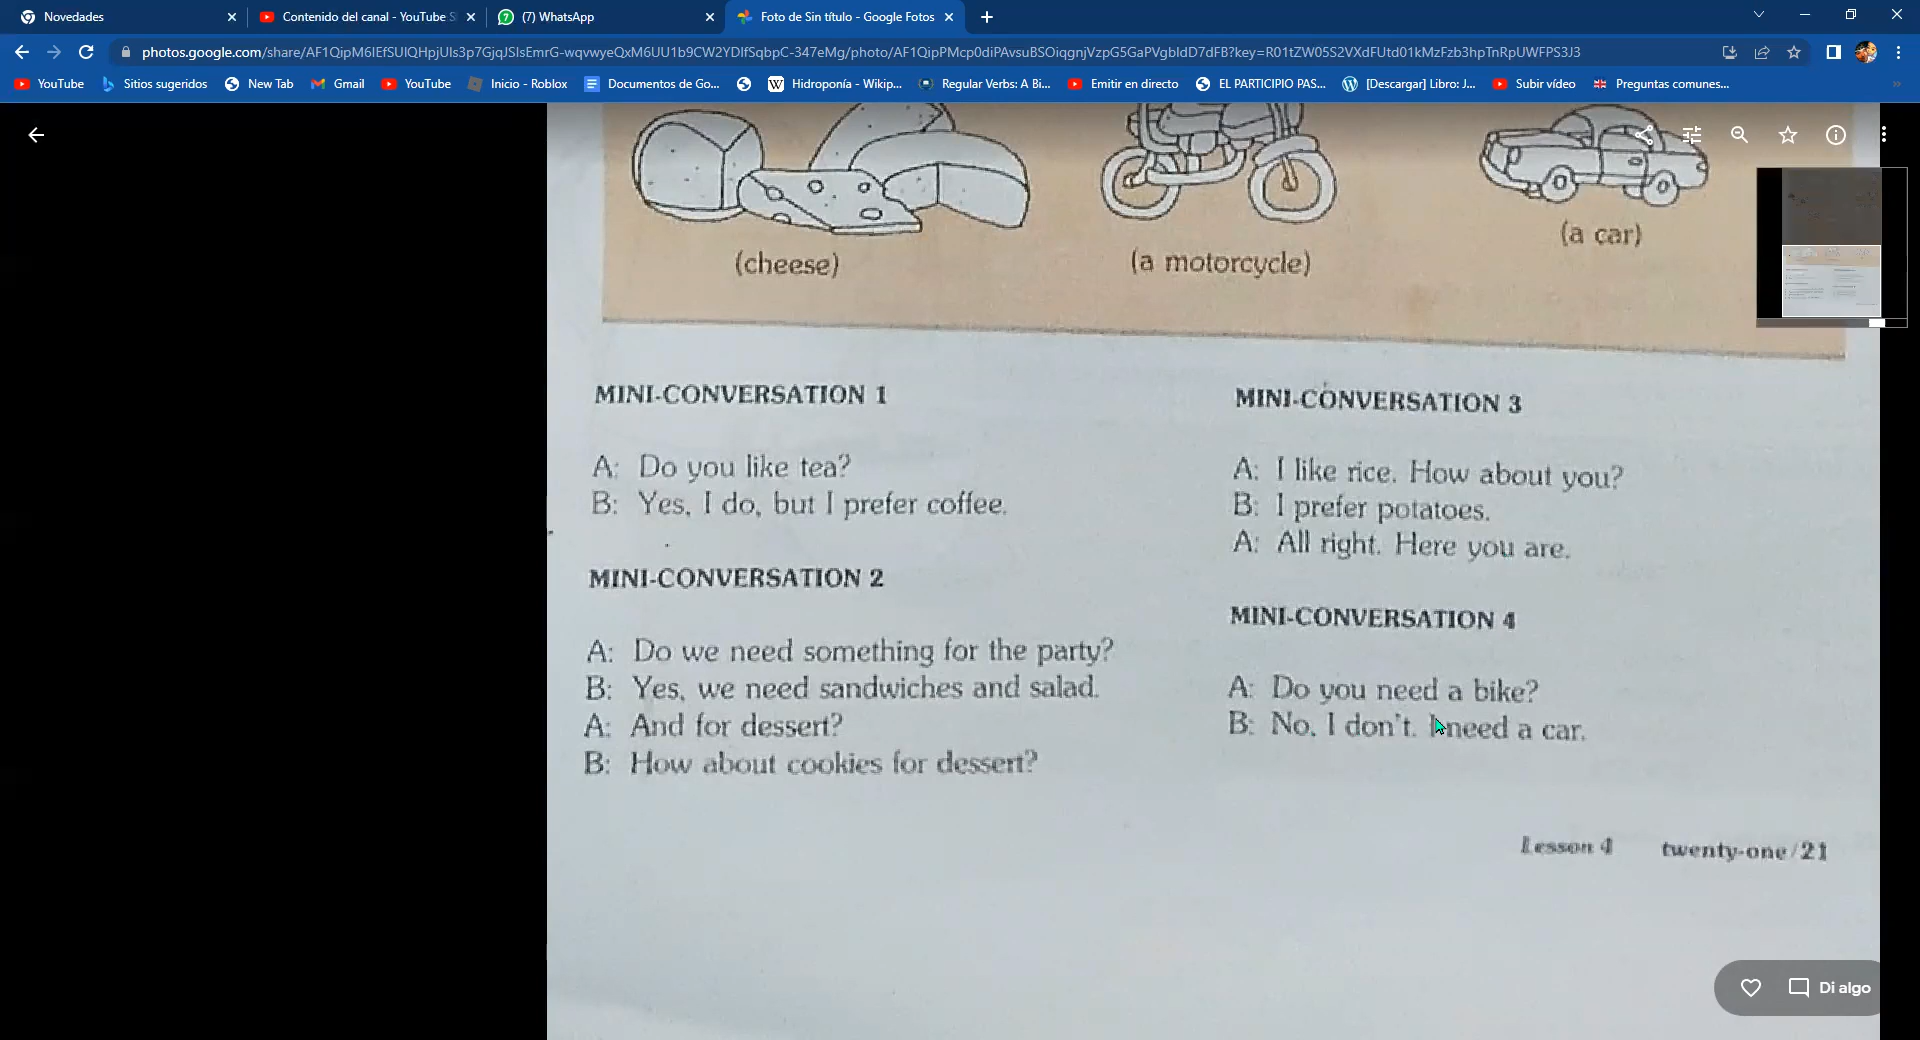 Novedades
Contenido del canal - YouTube S
(7) WhatsApp
Foto de Sin título - Google Fotos
photos.google.com/share/AF1QipM6lEfSUlQHpjUls3p7GjqJSlsEmrG-wqvwyeQxM6UU1b9CW2YDlfSqbpC-347eMg/photo/AF1QipPMcp0diPAvsuBSOiqgnjVzpG5GaPVgbldD7dFB?key=R01tZW05S2VXdFUtd01kMzFzb3hpTnRpUWFPS3J3
YouTube
Sitios sugeridos
New Tab
Gmail
YouTube
Inicio - Roblox
Documentos de Go...
Hidroponía - Wikip...
Regular Verbs: A Bi...
Emitir en directo
EL PARTICIPIO PAS...
[Descargar] Libro: J...
Subir vídeo
Preguntas comunes...
(cheese)
(a motorcycle)
(a car)
MINI-CONVERSATION 1
A: Do you like tea?
B: Yes, I do, but I prefer coffee.
MINI-CONVERSATION 2
A: Do we need something for the party?
B: Yes, we need sandwiches and salad.
A: And for dessert?
B: How about cookies for dessert?
MINI-CONVERSATION 3
A: I like rice. How about you?
B: I prefer potatoes.
A: All right. Here you are.
MINI-CONVERSATION 4
A: Do you need a bike?
B: No, I don't. I need a car.
Lesson 4 twenty-one/21
Di algo